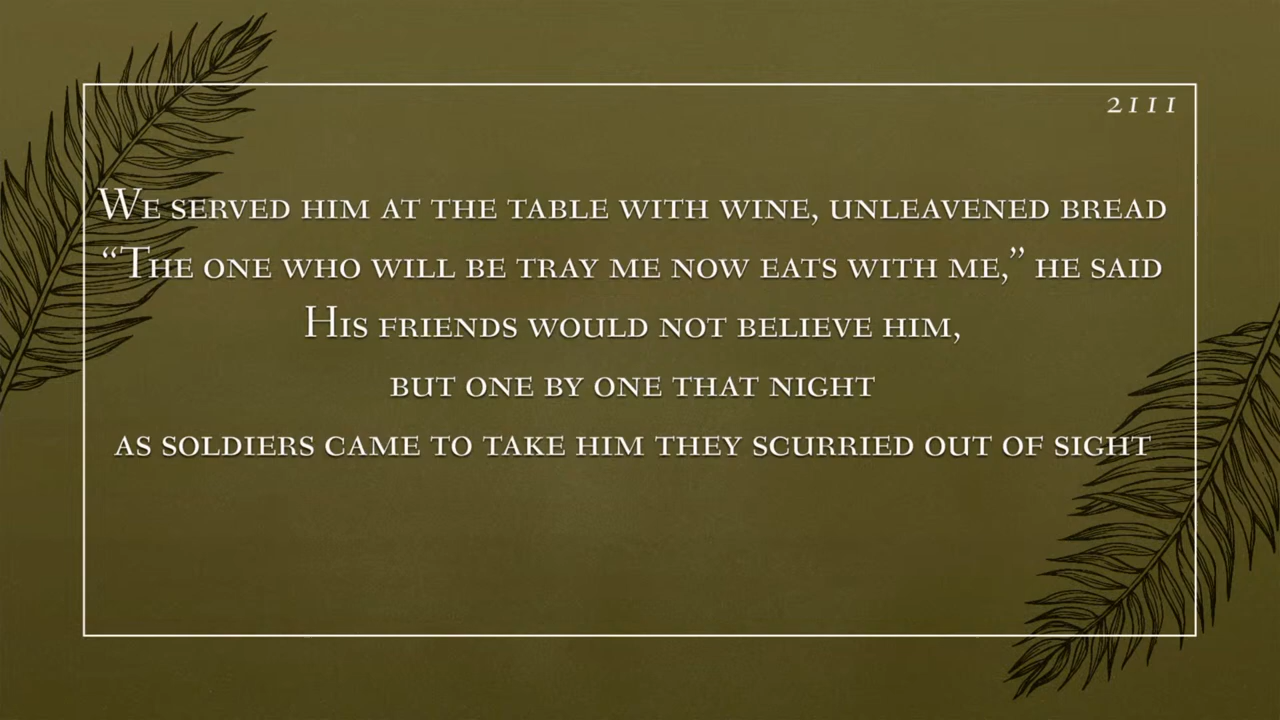 2111
We served him at the table with wine, unleavened bread
“The one who will be tray me now eats with me,” he said
His friends would not believe him,
but one by one that night
as soldiers came to take him they scurried out of sight